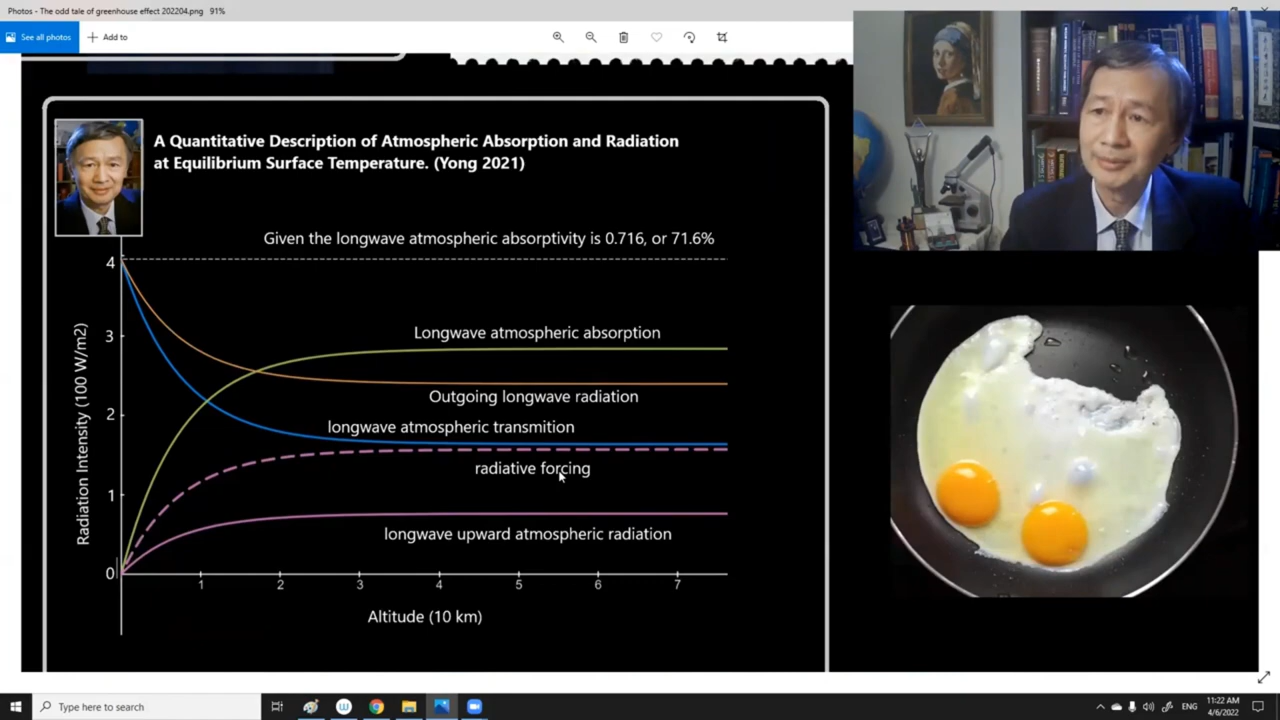 Photos - The odd tale of greenhouse effect 202204.png 91%
See all photos
Add to
A Quantitative Description of Atmospheric Absorption and Radiation
at Equilibrium Surface Temperature. (Yong 2021)
Given the longwave atmospheric absorptivity is 0.716, or 71.6%
4
3
2
1
0
Radiation Intensity (100 W/m2)
Longwave atmospheric absorption
Outgoing longwave radiation
longwave atmospheric transmition
radiative forcing
longwave upward atmospheric radiation
1 2 3 4 5 6 7
Altitude (10 km)
Type here to search
ENG
11:22 AM
4/6/2022